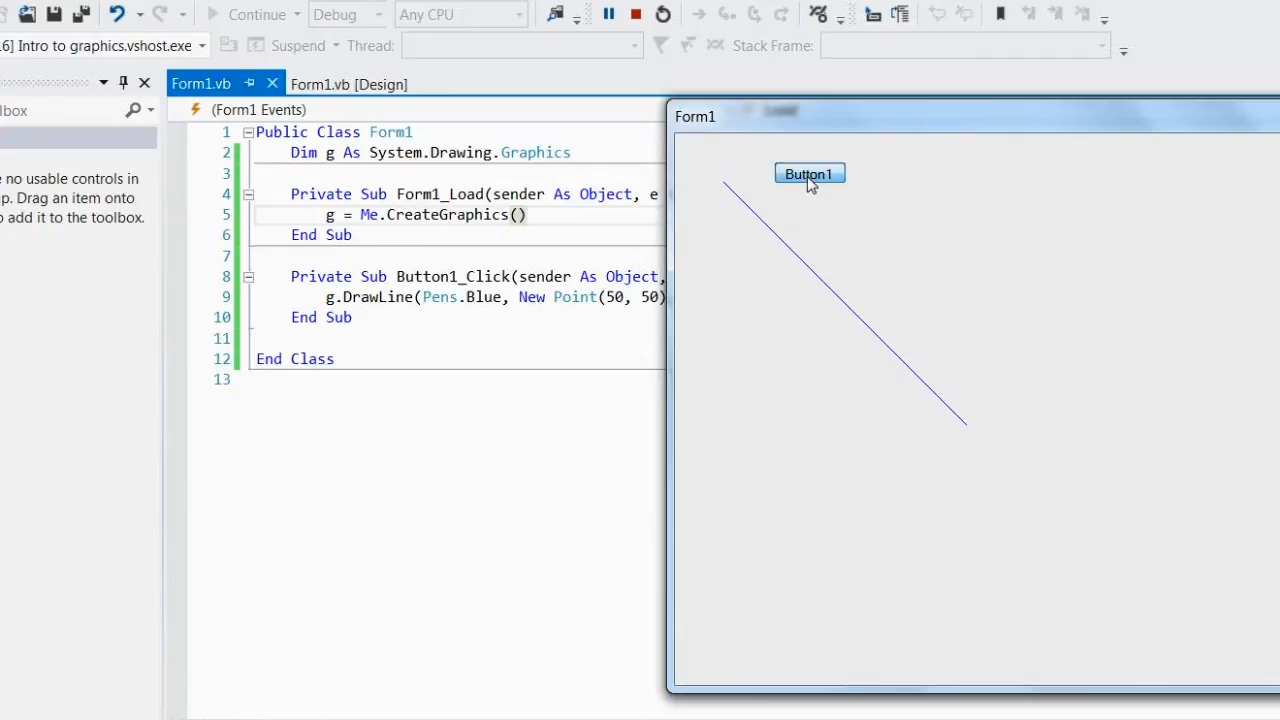 Continue Debug Any CPU
6] Intro to graphics.vshost.exe Suspend Thread: Stack Frame:
Form1.vb Form1.vb [Design]
lbox
(Form1 Events)
no usable controls in
p. Drag an item onto
o add it to the toolbox.
1 Public Class Form1
2 Dim g As System.Drawing.Graphics
3
4 Private Sub Form1_Load(sender As Object, e
5 g = Me.CreateGraphics()
6 End Sub
7
8 Private Sub Button1_Click(sender As Object,
9 g.DrawLine(Pens.Blue, New Point(50, 50)
10 End Sub
11
12 End Class
13
Form1
Button1